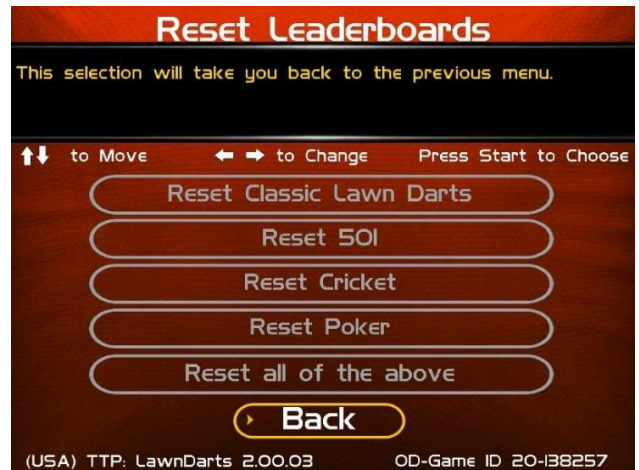 Reset Leaderboards
This selection will take you back to the previous menu.
to Move to Change Press Start to Choose
Reset Classic Lawn Darts
Reset 501
Reset Cricket
Reset Poker
Reset all of the above
Back
(USA) TTP: LawnDarts 2.00.03 OD-Game ID 20-138257